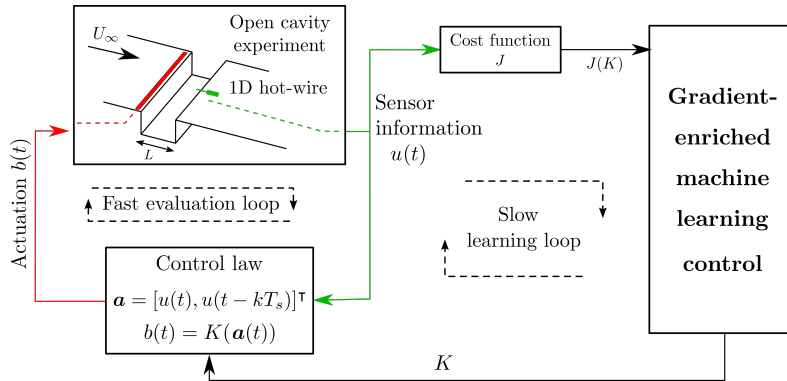 Open cavity
experiment
U∞
1D hot-wire
L
Cost function
J
J(K)
Gradient-
enriched
machine
learning
control
Sensor
information
u(t)
Actuation b(t)
Fast evaluation loop
Slow
learning loop
Control law
a = [u(t), u(t − kTₛ)]ᵀ
b(t) = K(a(t))
K